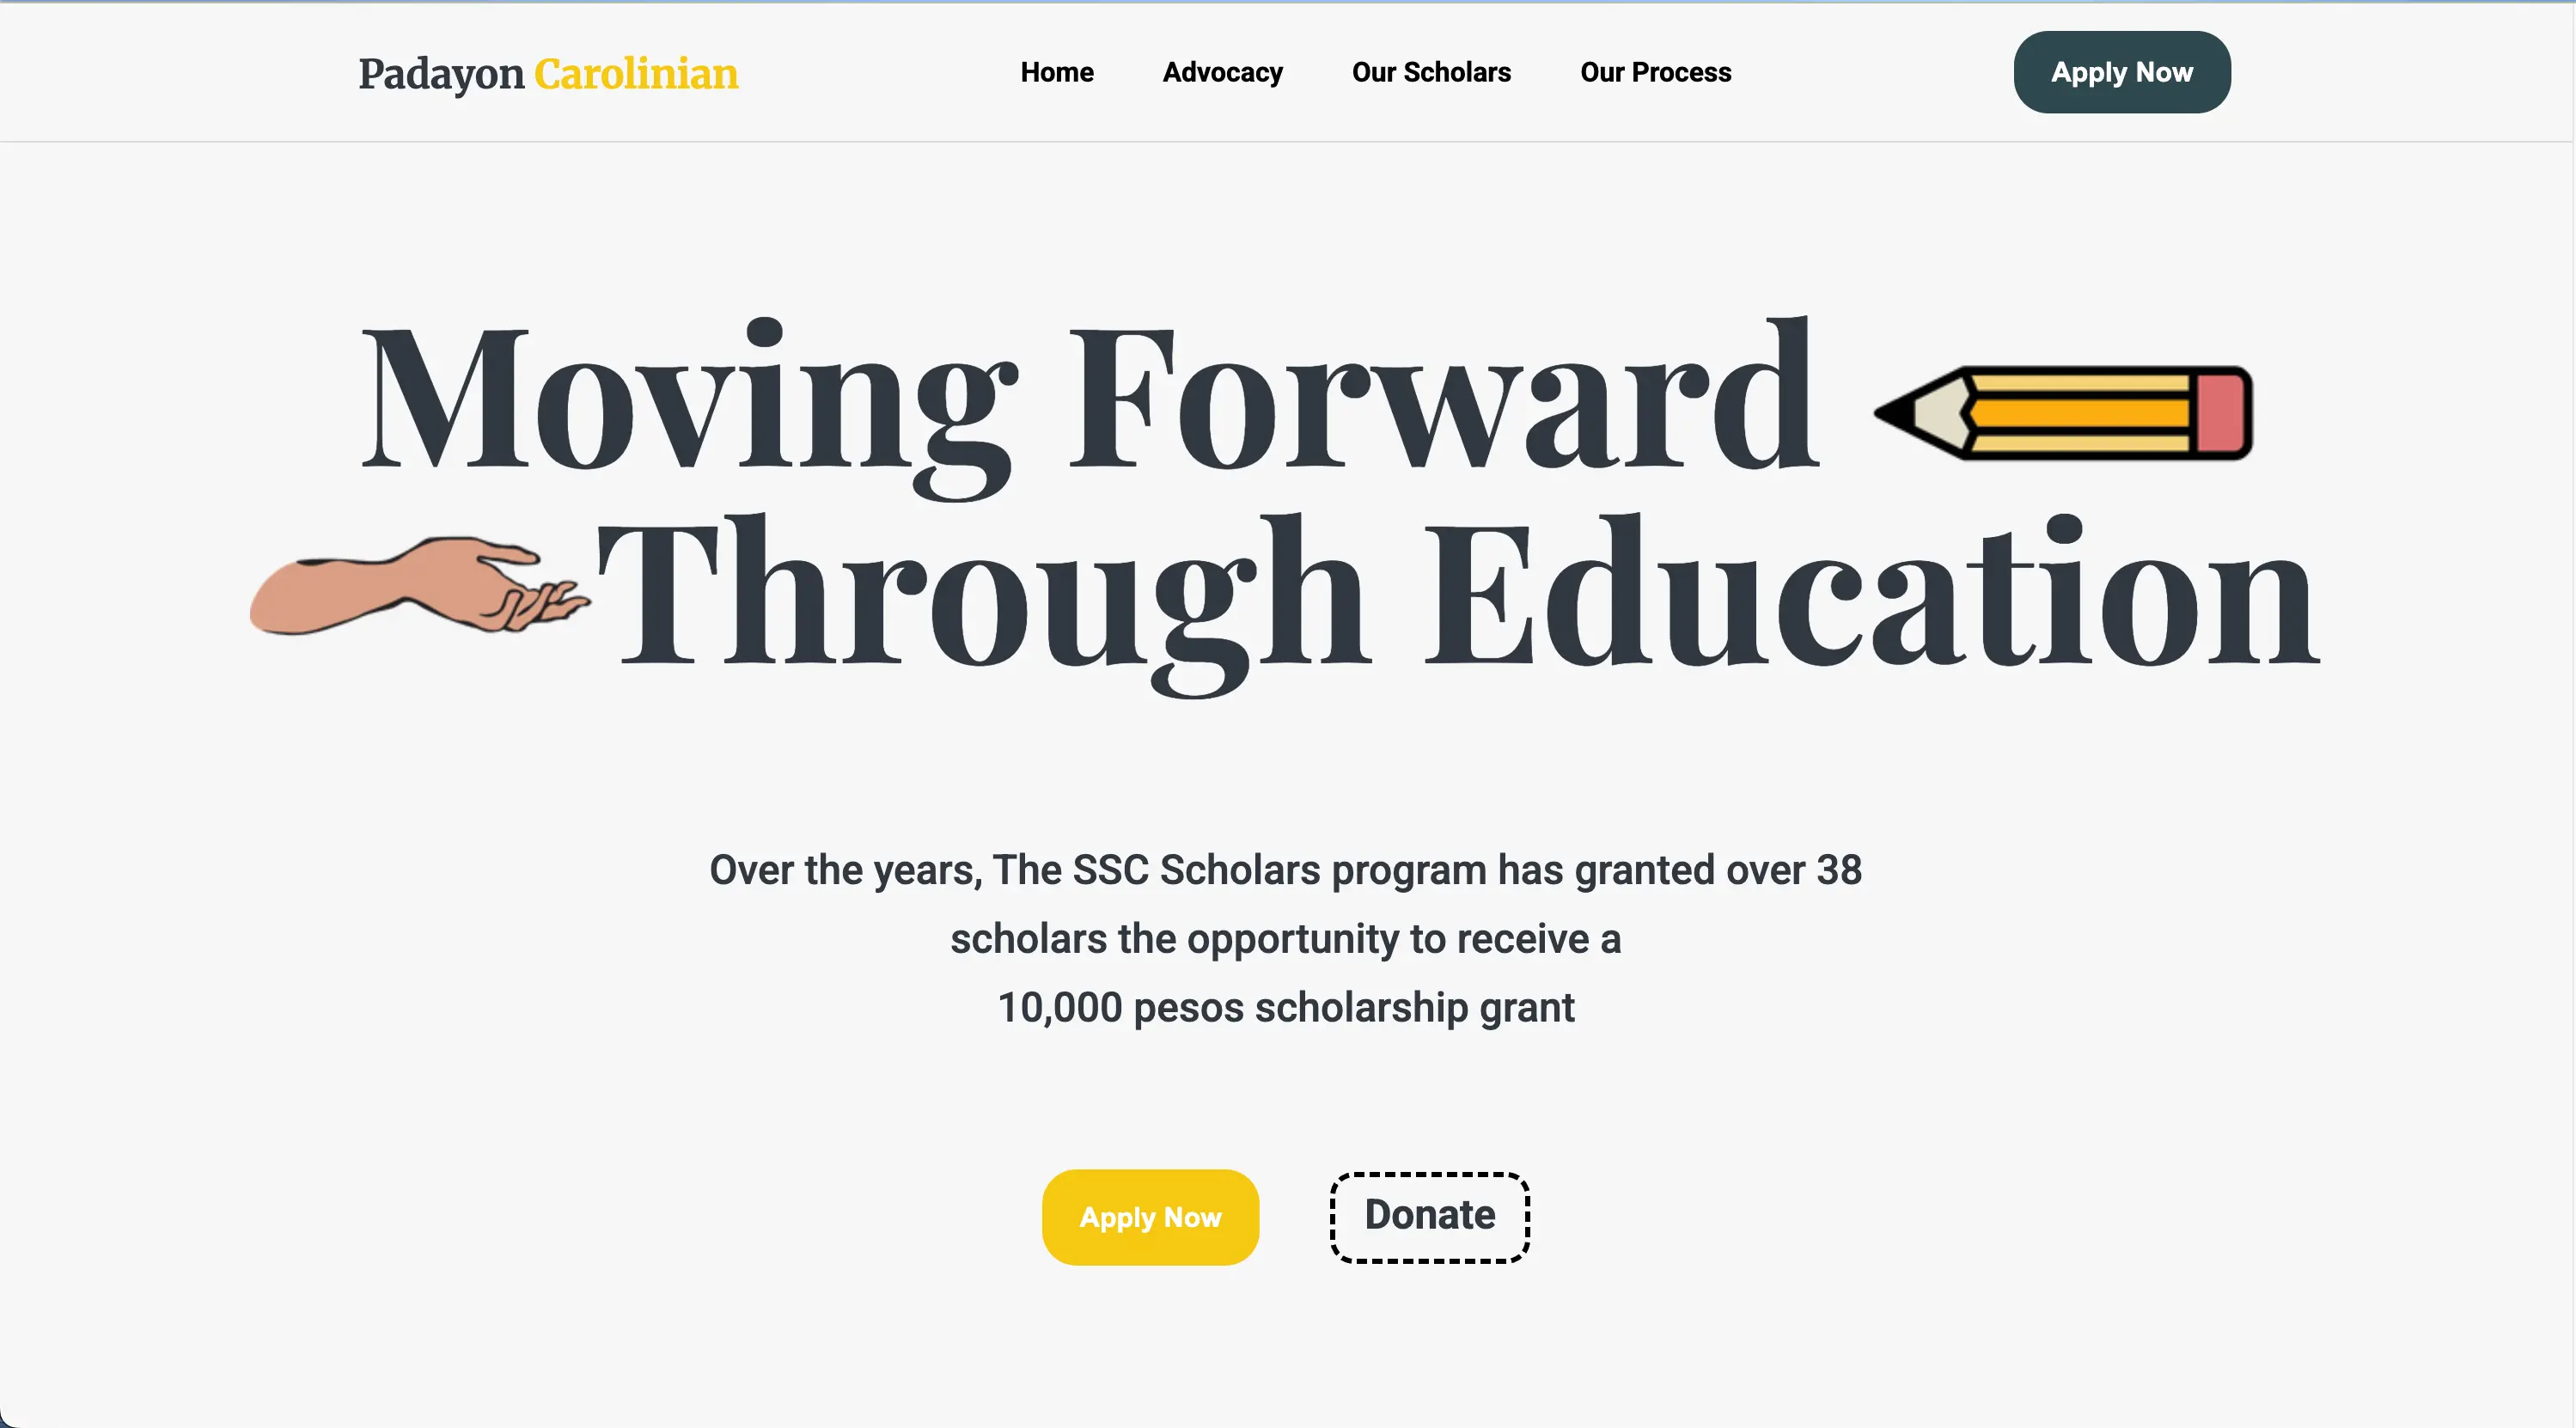 Padayon Carolinian
Home Advocacy Our Scholars Our Process
Apply Now
Moving Forward
Through Education
Over the years, The SSC Scholars program has granted over 38
scholars the opportunity to receive a
10,000 pesos scholarship grant
Apply Now
Donate